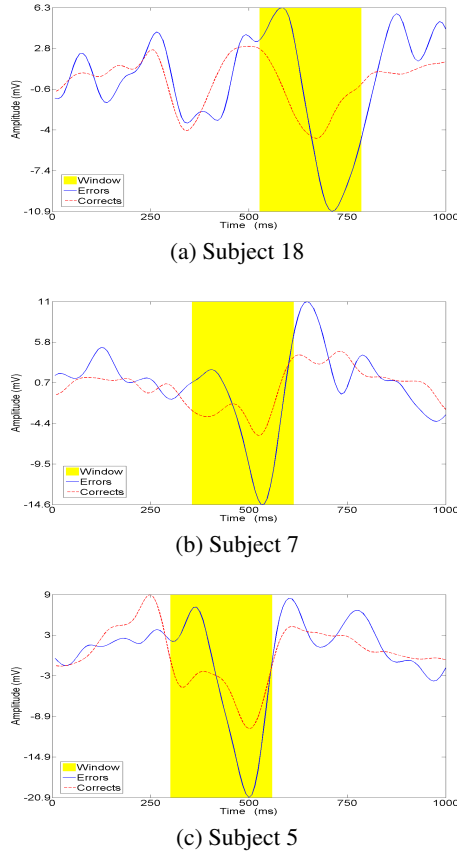 6.3
2.8
-0.6
-4
-7.4
-10.9
Amplitude (mV)
Window
Errors
Corrects
0 250 500 750 1000
Time (ms)
(a) Subject 18
11
5.8
0.7
-4.4
-9.5
-14.6
Amplitude (mV)
Window
Errors
Corrects
0 250 500 750 1000
Time (ms)
(b) Subject 7
9
3
-3
-8.9
-14.9
-20.9
Amplitude (mV)
Window
Errors
Corrects
0 250 500 750 1000
Time (ms)
(c) Subject 5